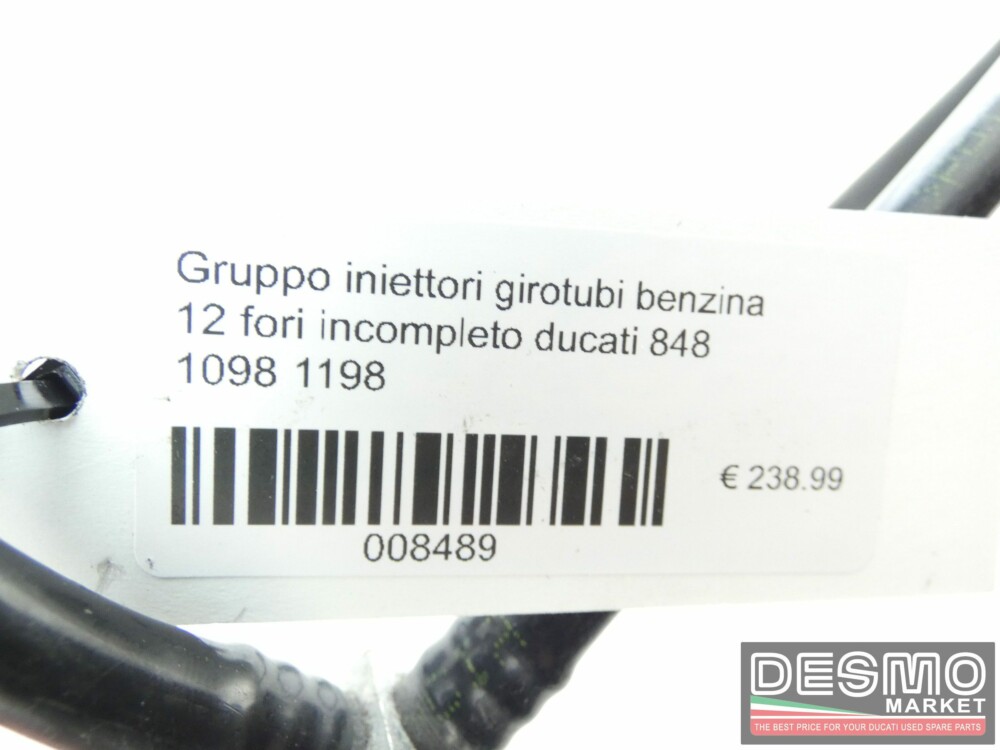 Gruppo iniettori girotubi benzina
12 fori incompleto ducati 848
1098 1198
€ 238.99
008489
DESMO
MARKET
THE BEST PRICE FOR YOUR DUCATI USED SPARE PARTS